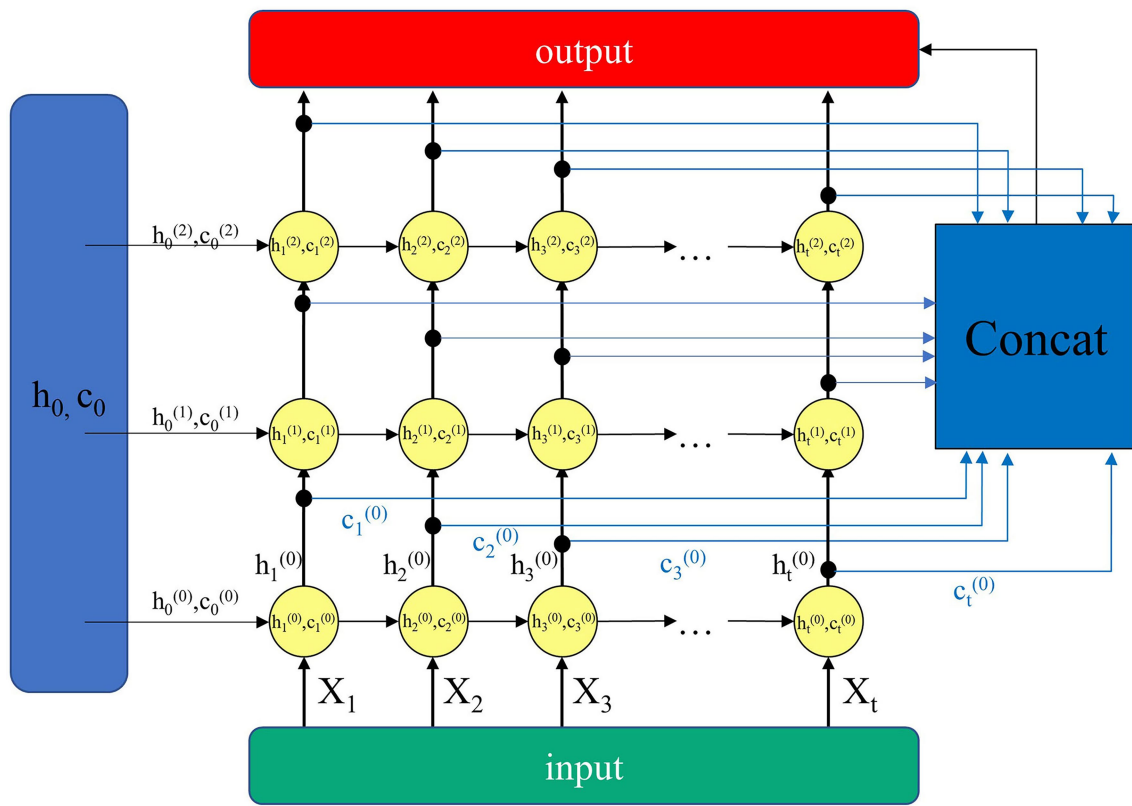 output
h₀⁽²⁾,c₀⁽²⁾
h₁⁽²⁾,c₁⁽²⁾
h₂⁽²⁾,c₂⁽²⁾
h₃⁽²⁾,c₃⁽²⁾
...
hₜ⁽²⁾,cₜ⁽²⁾
Concat
h₀, c₀
h₀⁽¹⁾,c₀⁽¹⁾
h₁⁽¹⁾,c₁⁽¹⁾
h₂⁽¹⁾,c₂⁽¹⁾
h₃⁽¹⁾,c₃⁽¹⁾
...
hₜ⁽¹⁾,cₜ⁽¹⁾
c₁⁽⁰⁾
c₂⁽⁰⁾
c₃⁽⁰⁾
cₜ⁽⁰⁾
h₁⁽⁰⁾
h₂⁽⁰⁾
h₃⁽⁰⁾
hₜ⁽⁰⁾
h₀⁽⁰⁾,c₀⁽⁰⁾
h₁⁽⁰⁾,c₁⁽⁰⁾
h₂⁽⁰⁾,c₂⁽⁰⁾
h₃⁽⁰⁾,c₃⁽⁰⁾
...
hₜ⁽⁰⁾,cₜ⁽⁰⁾
X₁
X₂
X₃
Xₜ
input